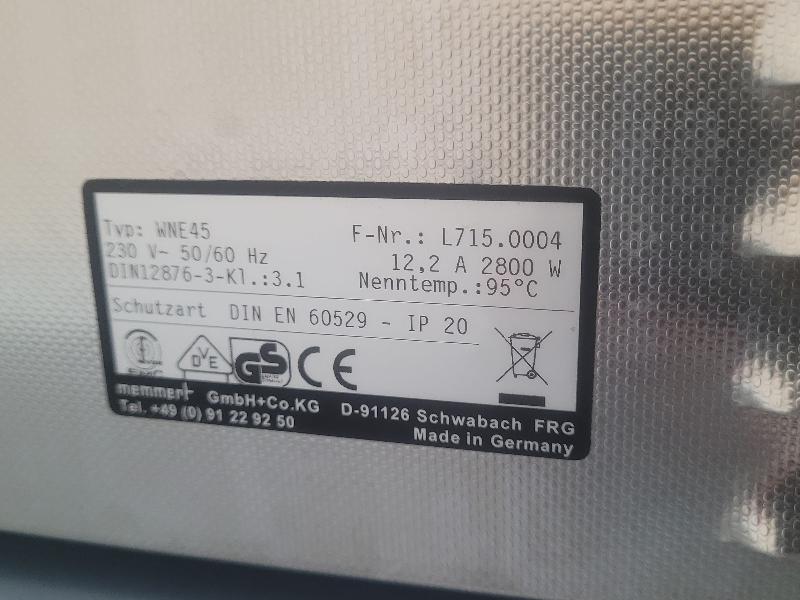 Typ: WNE45 F-Nr.: L715.0004
230 V~ 50/60 Hz 12,2 A 2800 W
DIN12876-3-Kl.:3.1 Nenntemp.:95°C
Schutzart DIN EN 60529 - IP 20
EMC DVE GS CE
memmert GmbH+Co.KG D-91126 Schwabach FRG
Tel. +49 (0) 91 22 92 50 Made in Germany